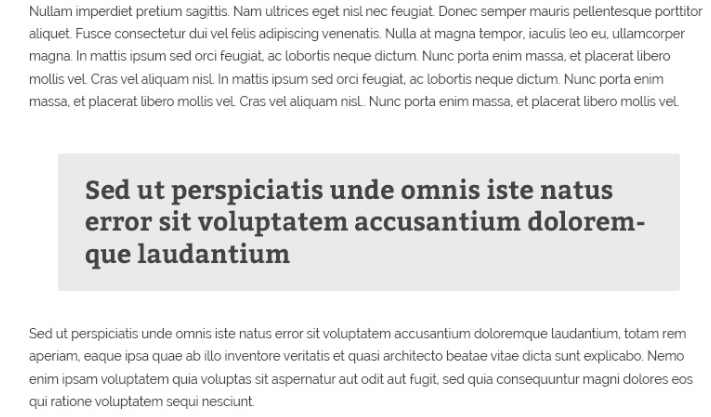 Nullam imperdiet pretium sagittis. Nam ultrices eget nisl nec feugiat. Donec semper mauris pellentesque porttitor
aliquet. Fusce consectetur dui vel felis adipiscing venenatis. Nulla at magna tempor, iaculis leo eu, ullamcorper
magna. In mattis ipsum sed orci feugiat, ac lobortis neque dictum. Nunc porta enim massa, et placerat libero
mollis vel. Cras vel aliquam nisl. In mattis ipsum sed orci feugiat, ac lobortis neque dictum. Nunc porta enim
massa, et placerat libero mollis vel. Cras vel aliquam nisl.. Nunc porta enim massa, et placerat libero mollis vel.
Sed ut perspiciatis unde omnis iste natus
error sit voluptatem accusantium dolorem-
que laudantium
Sed ut perspiciatis unde omnis iste natus error sit voluptatem accusantium doloremque laudantium, totam rem
aperiam, eaque ipsa quae ab illo inventore veritatis et quasi architecto beatae vitae dicta sunt explicabo. Nemo
enim ipsam voluptatem quia voluptas sit aspernatur aut odit aut fugit, sed quia consequuntur magni dolores eos
qui ratione voluptatem sequi nesciunt.